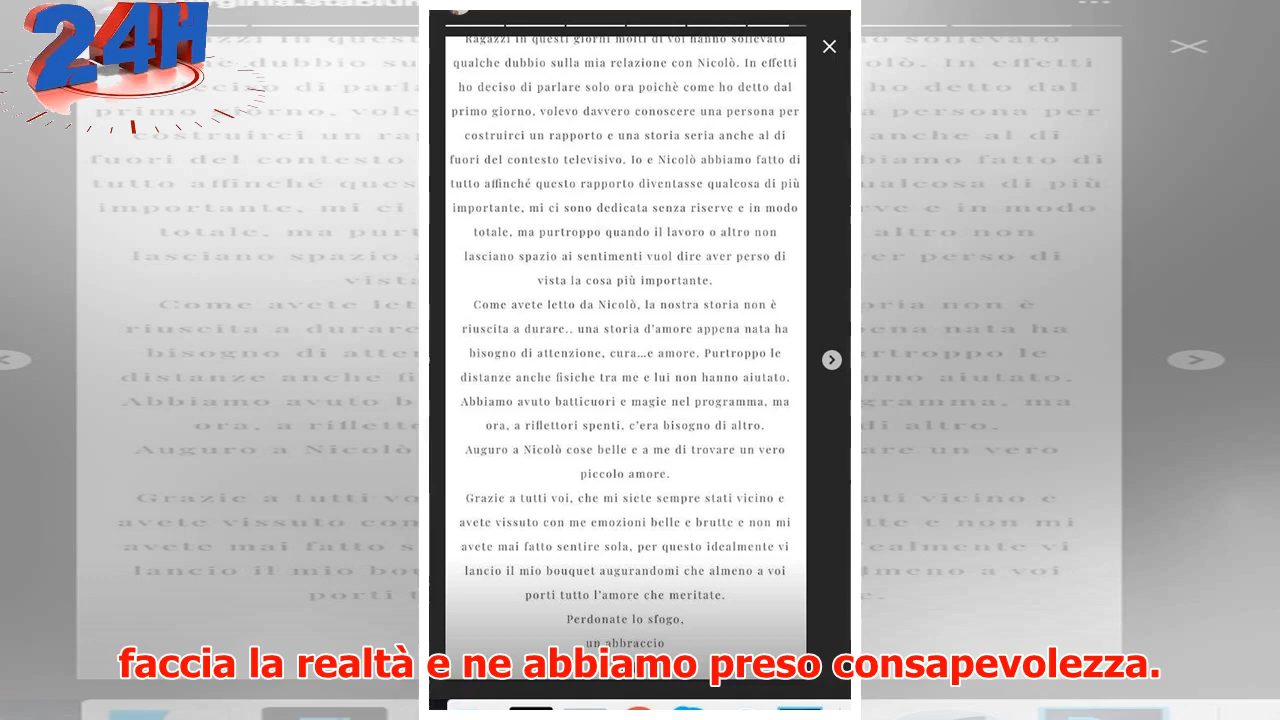 24H
Ragazzi in questi giorni molti di voi hanno sollevato
qualche dubbio sulla mia relazione con Nicolò. In effetti
ho deciso di parlare solo ora poichè come ho detto dal
primo giorno, volevo davvero conoscere una persona per
costruirci un rapporto e una storia seria anche al di
fuori del contesto televisivo. Io e Nicolò abbiamo fatto di
tutto affinché questo rapporto diventasse qualcosa di più
importante, mi ci sono dedicata senza riserve e in modo
totale, ma purtroppo quando il lavoro o altro non
lasciano spazio ai sentimenti vuol dire aver perso di
vista la cosa più importante.
Come avete letto da Nicolò, la nostra storia non è
riuscita a durare.. una storia d'amore appena nata ha
bisogno di attenzione, cura...e amore. Purtroppo le
distanze anche fisiche tra me e lui non hanno aiutato.
Abbiamo avuto batticuori e magie nel programma, ma
ora, a riflettori spenti, c'era bisogno di altro.
Auguro a Nicolò cose belle e a me di trovare un vero
piccolo amore.
Grazie a tutti voi, che mi siete sempre stati vicino e
avete vissuto con me emozioni belle e brutte e non mi
avete mai fatto sentire sola, per questo idealmente vi
lancio il mio bouquet augurandomi che almeno a voi
porti tutto l'amore che meritate.
Perdonate lo sfogo,
un abbraccio
faccia la realtà e ne abbiamo preso consapevolezza.